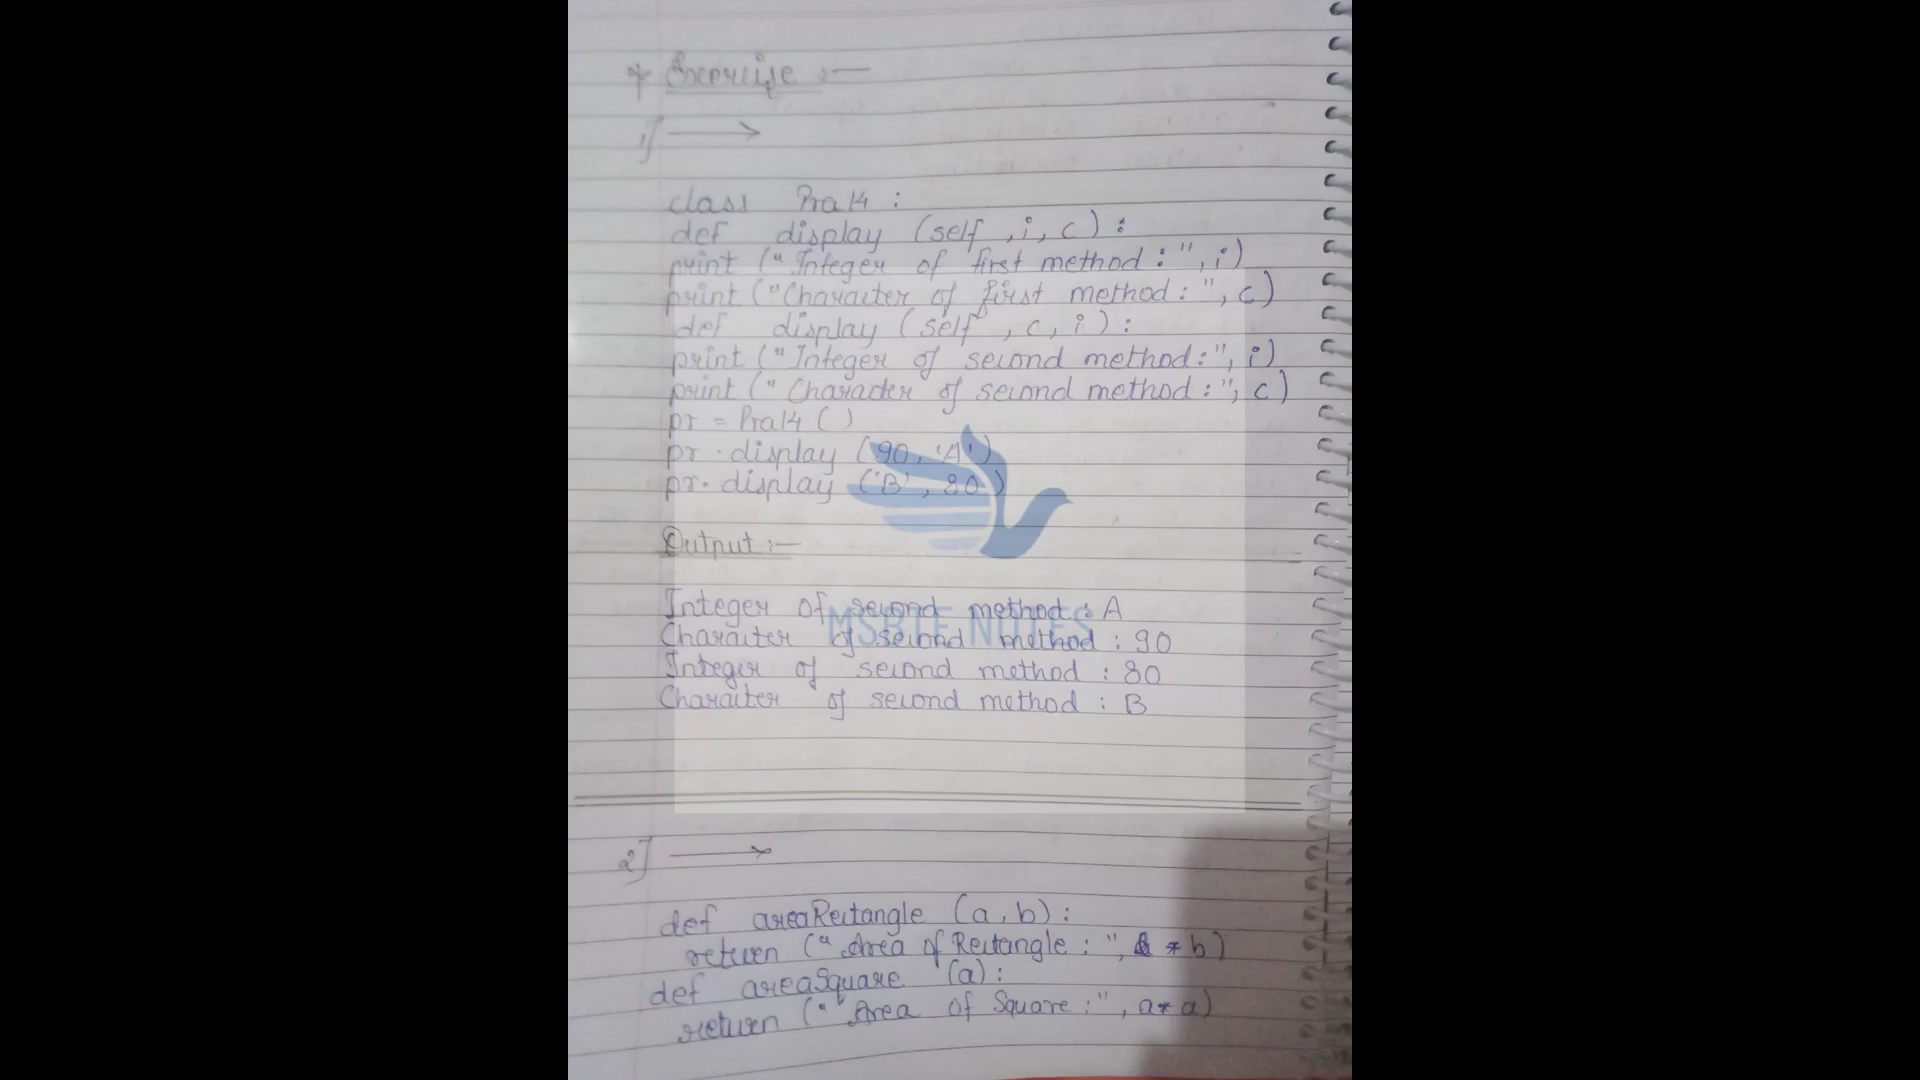 * Exercise :-
1] →
class Pra14 :
def display (self , i , c) :
print (" Integer of first method : " , i)
print ("Character of first method : ", c)
def display (self , c , i ) :
print (" Integer of second method : ", i)
print (" Character of second method : ", c)
pr = Pra14 ( )
pr . display (90, 'A')
pr. display ('B' , 80 )
Output :-
MSBTE NOTES
Integer of second method : A
Character of second method : 90
Integer of second method : 80
Character of second method : B
2] →
def areaRectangle (a, b) :
return (" Area of Rectangle : ", a * b)
def areaSquare (a) :
return (" Area of Square : " , a * a)